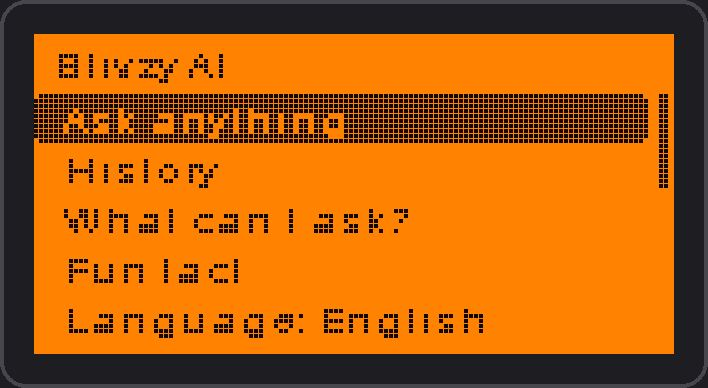 Blivzy AI
Ask anything
History
What can I ask?
Fun fact
Language: English